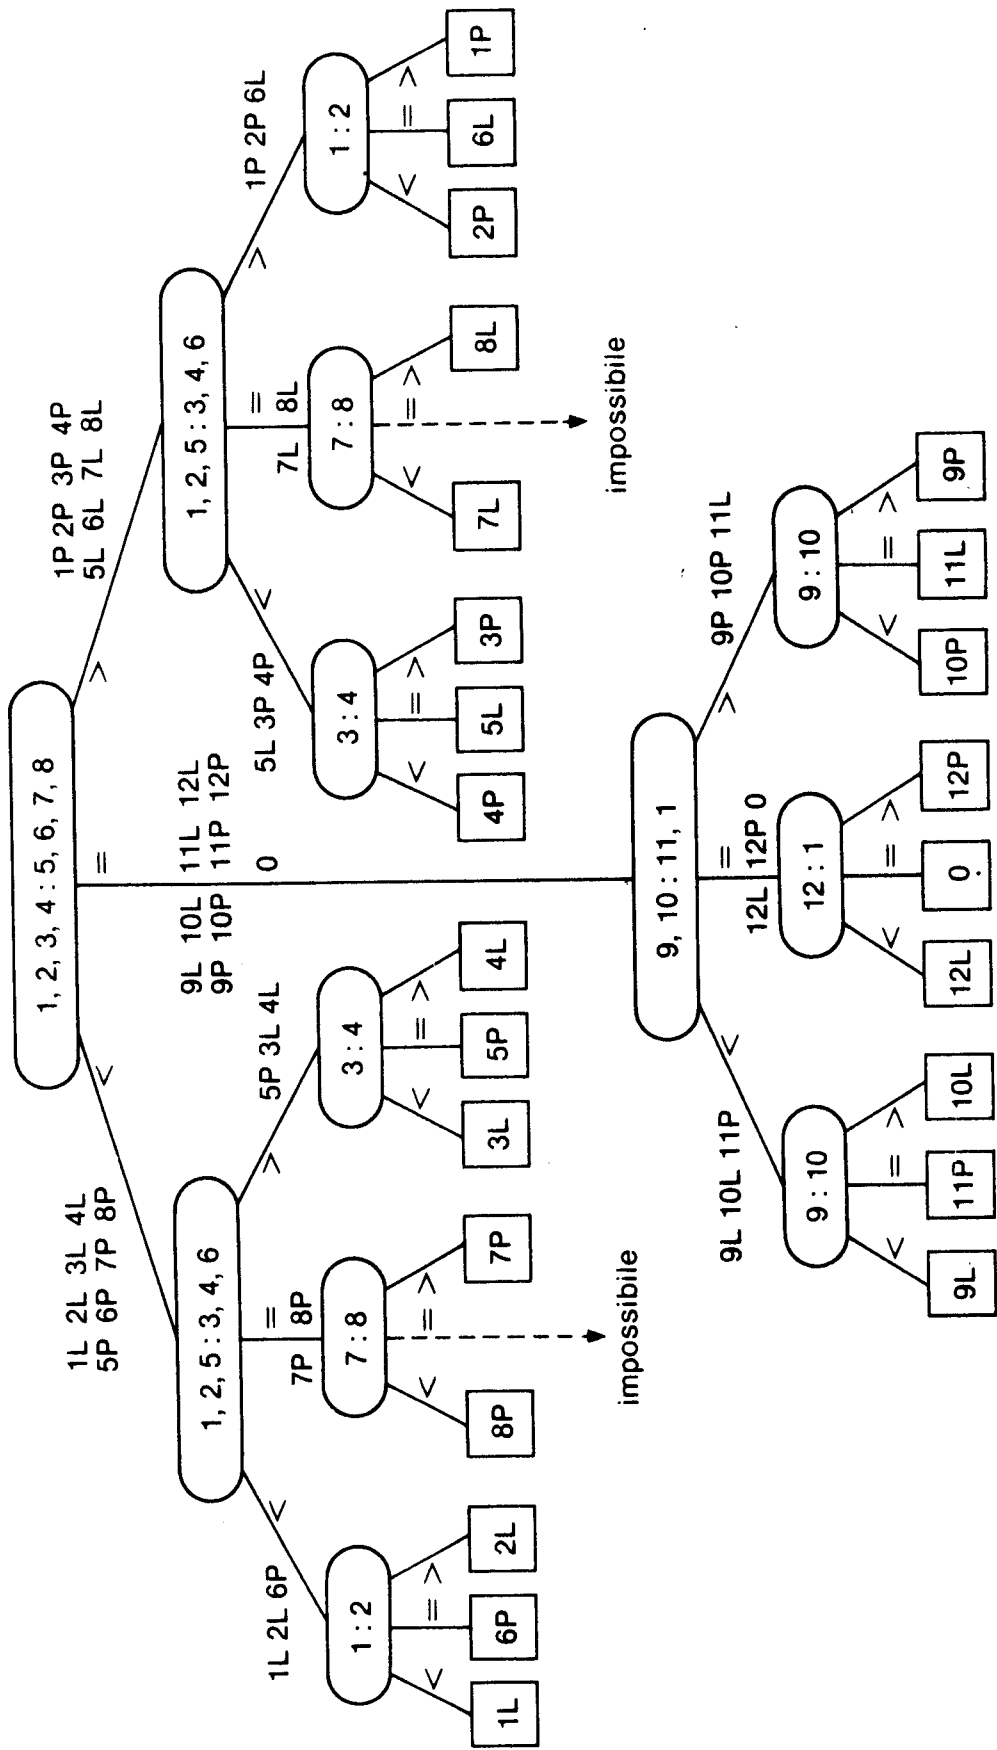 1, 2, 3, 4 : 5, 6, 7, 8
<
=
>
1L 2L 3L 4L
5P 6P 7P 8P
9L 10L 11L 12L
9P 10P 11P 12P
0
1P 2P 3P 4P
5L 6L 7L 8L
1, 2, 5 : 3, 4, 6
<
=
>
1, 2, 5 : 3, 4, 6
<
=
>
1L 2L 6P
7P 8P
5P 3L 4L
5L 3P 4P
7L 8L
1P 2P 6L
1 : 2
7 : 8
3 : 4
3 : 4
7 : 8
1 : 2
< = >
< = >
< = >
< = >
< = >
< = >
1L
6P
2L
8P
7P
3L
5P
4L
4P
5L
3P
7L
8L
2P
6L
1P
impossibile
impossibile
9, 10 : 11, 1
<
=
>
9L 10L 11P
12L 12P 0
9P 10P 11L
9 : 10
12 : 1
9 : 10
< = >
< = >
< = >
9L
11P
10L
12L
0
12P
10P
11L
9P